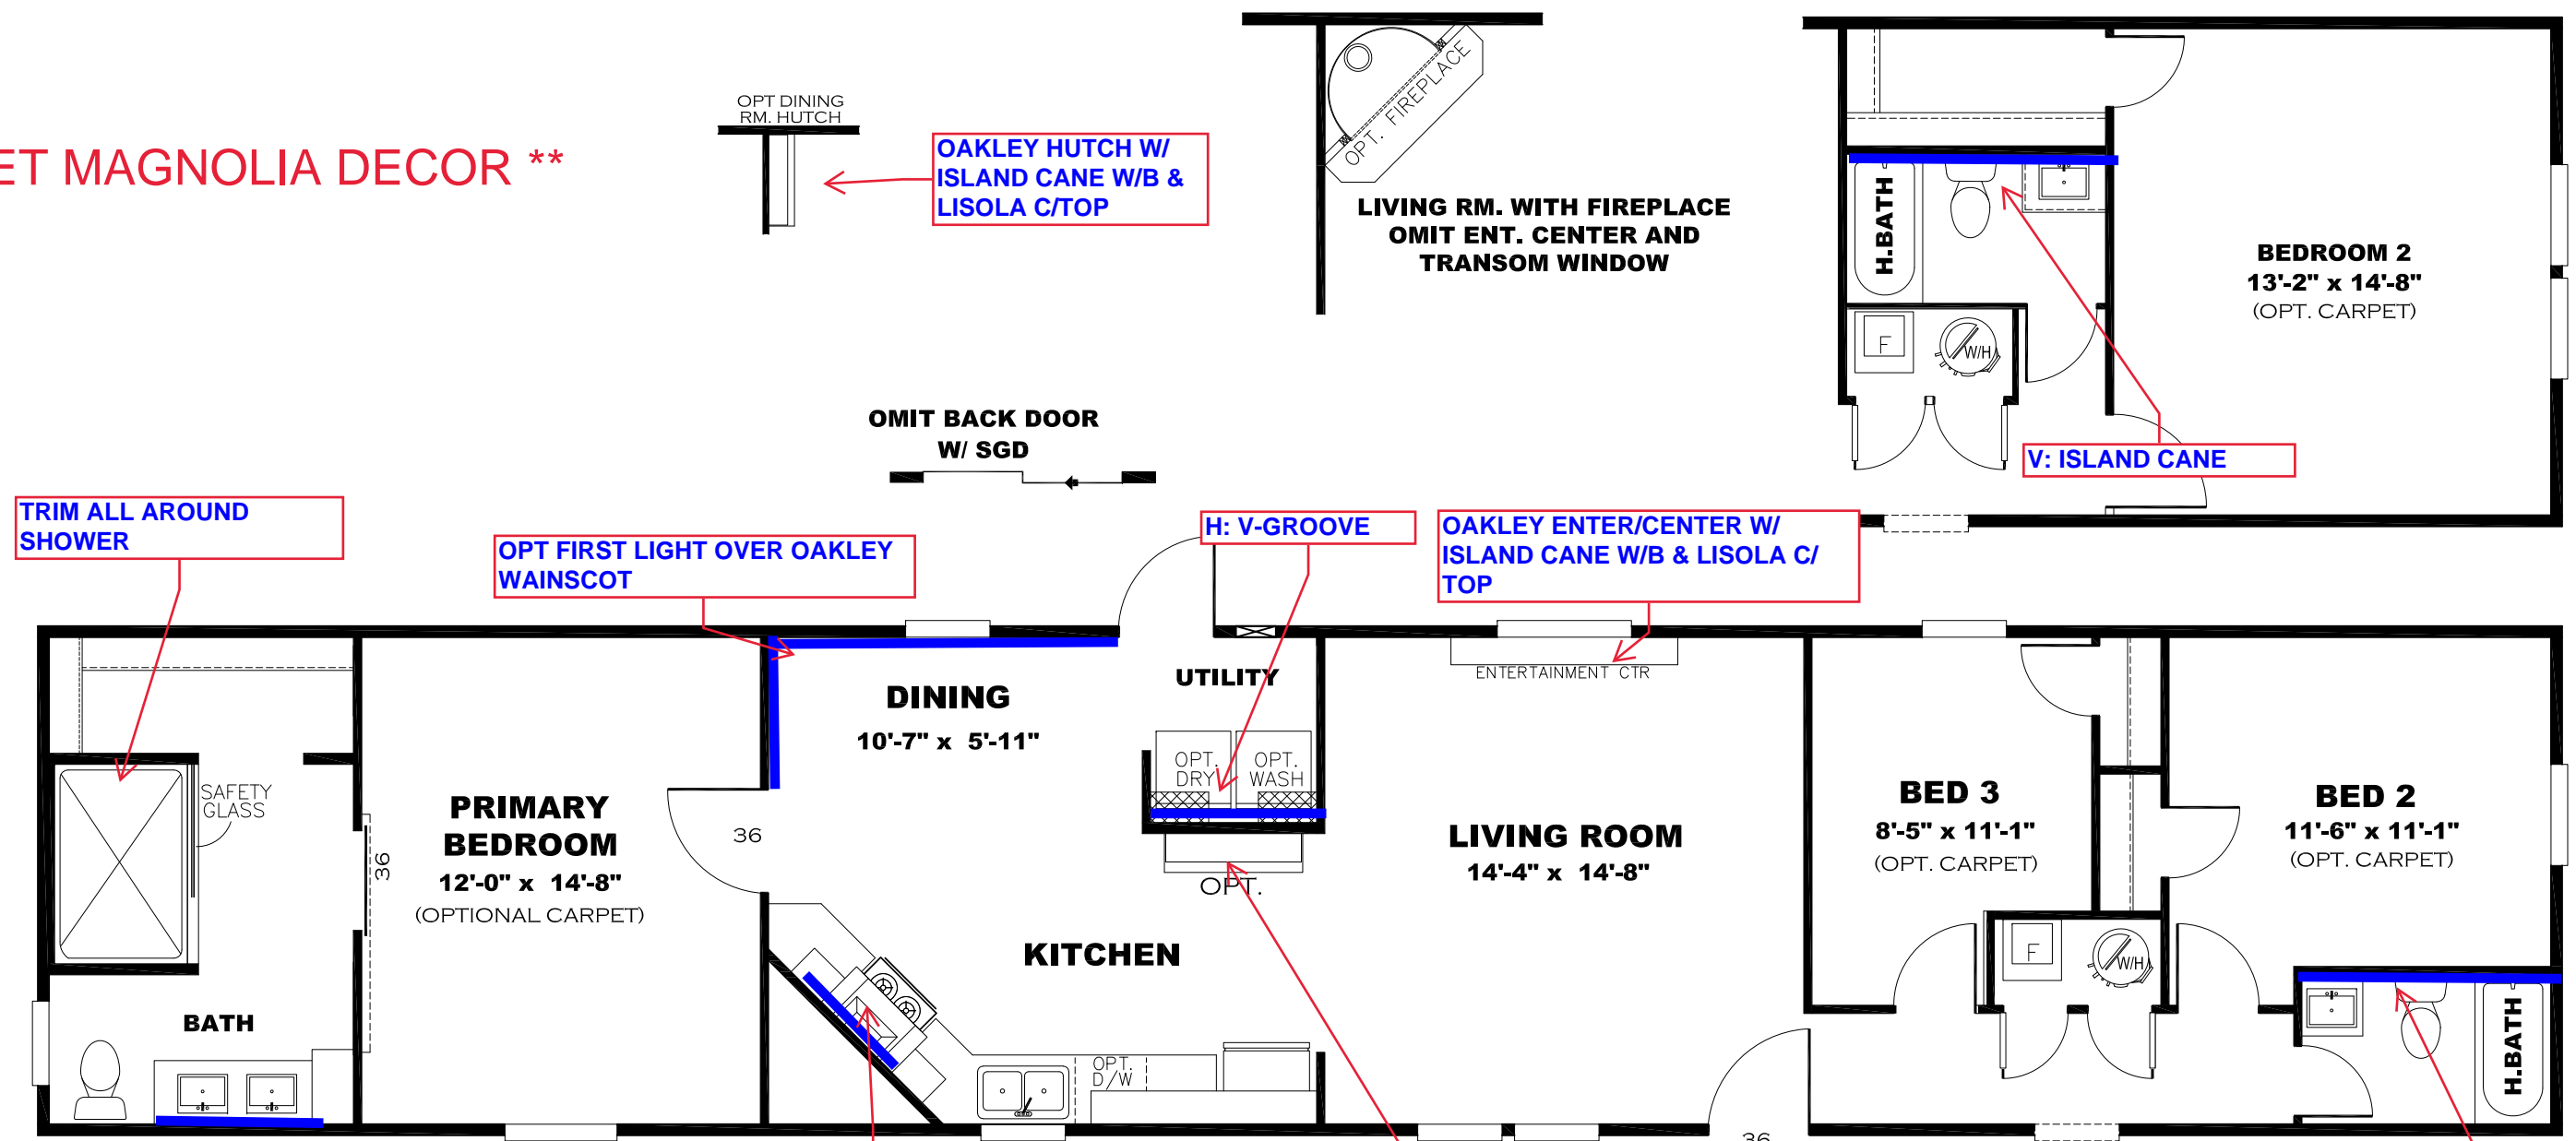 ET MAGNOLIA DECOR **
OPT DINING
RM. HUTCH
OAKLEY HUTCH W/
ISLAND CANE W/B &
LISOLA C/TOP
OPT. FIREPLACE
LIVING RM. WITH FIREPLACE
OMIT ENT. CENTER AND
TRANSOM WINDOW
H.BATH
BEDROOM 2
13'-2" x 14'-8"
(OPT. CARPET)
F
W/H
V: ISLAND CANE
OMIT BACK DOOR
W/ SGD
TRIM ALL AROUND
SHOWER
OPT FIRST LIGHT OVER OAKLEY
WAINSCOT
H: V-GROOVE
OAKLEY ENTER/CENTER W/
ISLAND CANE W/B & LISOLA C/
TOP
ENTERTAINMENT CTR
UTILITY
DINING
10'-7" x 5'-11"
OPT.
DRY
OPT.
WASH
SAFETY
GLASS
36
PRIMARY
BEDROOM
12'-0" x 14'-8"
(OPTIONAL CARPET)
36
OPT.
LIVING ROOM
14'-4" x 14'-8"
BED 3
8'-5" x 11'-1"
(OPT. CARPET)
BED 2
11'-6" x 11'-1"
(OPT. CARPET)
KITCHEN
F
W/H
BATH
OPT.
D/W
H.BATH
36